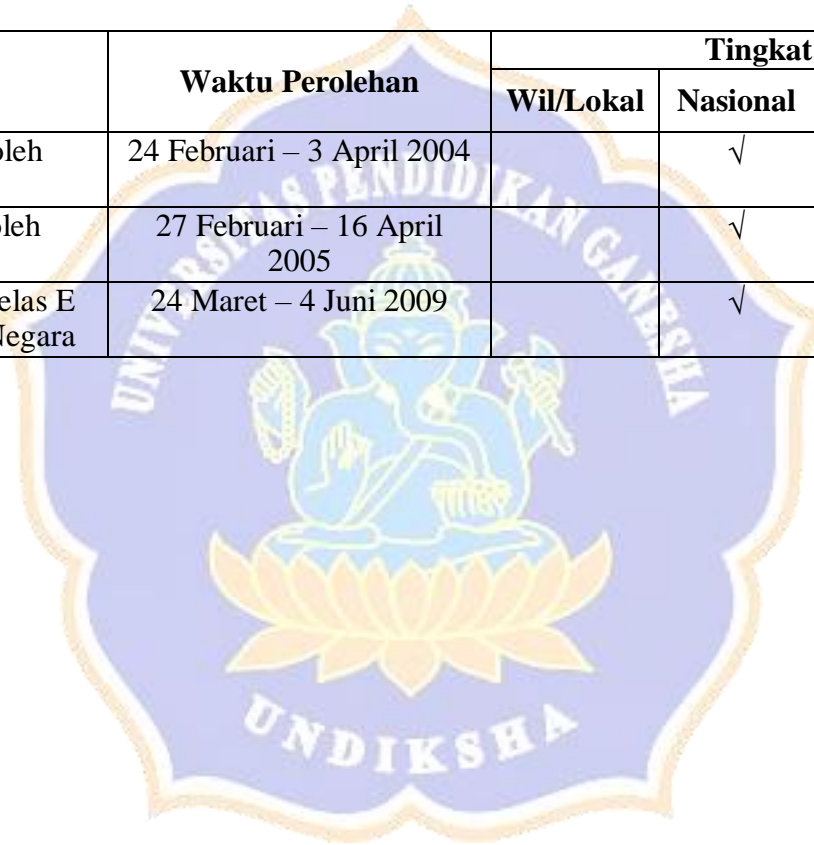 Waktu Perolehan
Tingkat
Wil/Lokal Nasional
oleh 24 Februari – 3 April 2004 √
oleh 27 Februari – 16 April
2005 √
elas E 24 Maret – 4 Juni 2009 √
Negara
UNIVERSITAS PENDIDIKAN GANESHA
UNDIKSHA